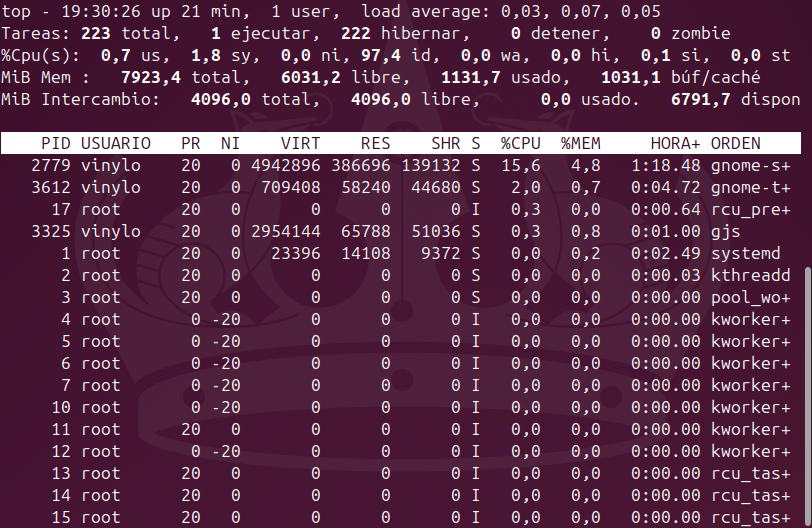 top - 19:30:26 up 21 min,  1 user,  load average: 0,03, 0,07, 0,05
Tareas: 223 total,   1 ejecutar, 222 hibernar,    0 detener,    0 zombie
%Cpu(s):  0,7 us,  1,8 sy,  0,0 ni, 97,4 id,  0,0 wa,  0,0 hi,  0,1 si,  0,0 st
MiB Mem :   7923,4 total,   6031,2 libre,   1131,7 usado,   1031,1 búf/caché
MiB Intercambio:   4096,0 total,   4096,0 libre,      0,0 usado.   6791,7 dispon
PID USUARIO   PR  NI    VIRT    RES    SHR S  %CPU  %MEM     HORA+ ORDEN
2779 vinylo    20   0 4942896 386696 139132 S  15,6   4,8   1:18.48 gnome-s+
3612 vinylo    20   0  709408  58240  44680 S   2,0   0,7   0:04.72 gnome-t+
17 root      20   0       0      0      0 I   0,3   0,0   0:00.64 rcu_pre+
3325 vinylo    20   0 2954144  65788  51036 S   0,3   0,8   0:01.00 gjs
1 root      20   0   23396  14108   9372 S   0,0   0,2   0:02.49 systemd
2 root      20   0       0      0      0 S   0,0   0,0   0:00.03 kthreadd
3 root      20   0       0      0      0 S   0,0   0,0   0:00.00 pool_wo+
4 root       0 -20       0      0      0 I   0,0   0,0   0:00.00 kworker+
5 root       0 -20       0      0      0 I   0,0   0,0   0:00.00 kworker+
6 root       0 -20       0      0      0 I   0,0   0,0   0:00.00 kworker+
7 root       0 -20       0      0      0 I   0,0   0,0   0:00.00 kworker+
10 root       0 -20       0      0      0 I   0,0   0,0   0:00.00 kworker+
11 root      20   0       0      0      0 I   0,0   0,0   0:00.00 kworker+
12 root       0 -20       0      0      0 I   0,0   0,0   0:00.00 kworker+
13 root      20   0       0      0      0 I   0,0   0,0   0:00.00 rcu_tas+
14 root      20   0       0      0      0 I   0,0   0,0   0:00.00 rcu_tas+
15 root      20   0       0      0      0 I   0,0   0,0   0:00.00 rcu_tas+